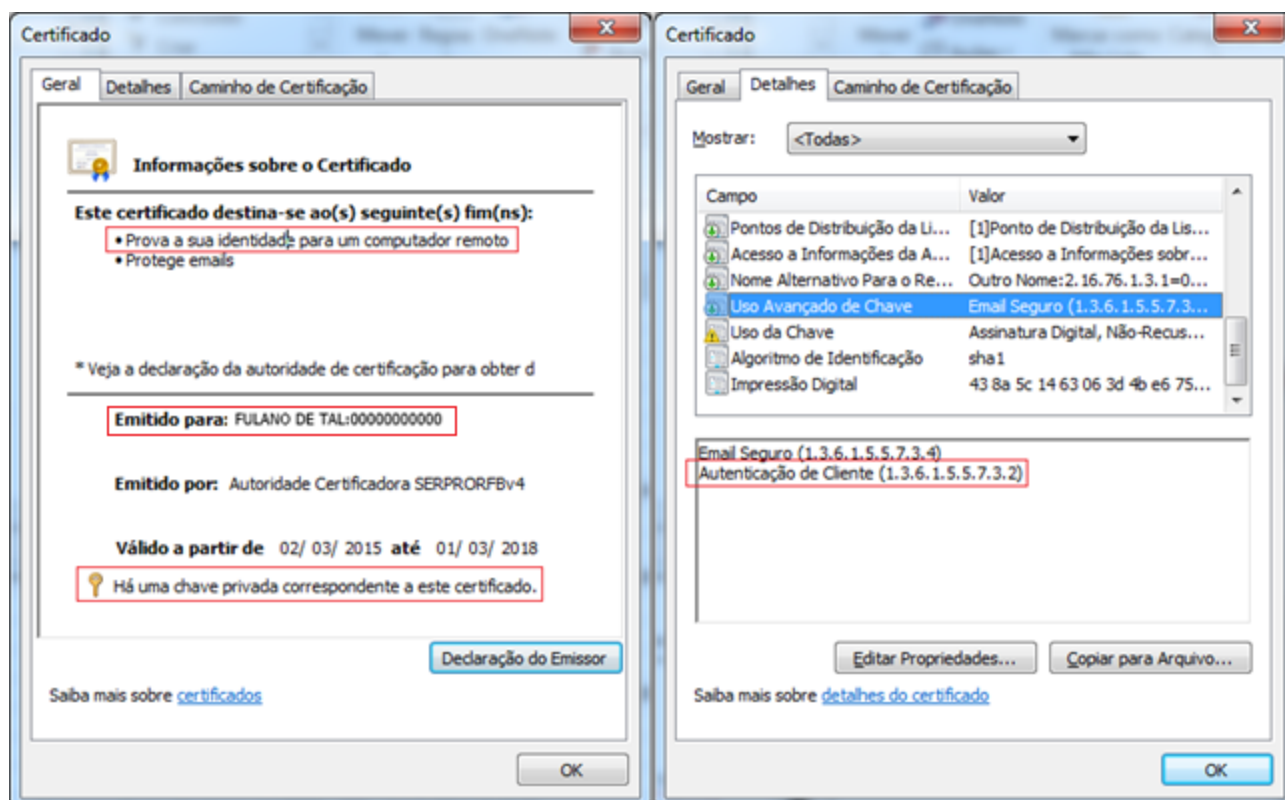 Certificado
Geral
Detalhes
Caminho de Certificação
Informações sobre o Certificado
Este certificado destina-se ao(s) seguinte(s) fim(ns):
• Prova a sua identidade para um computador remoto
• Protege emails
* Veja a declaração da autoridade de certificação para obter d
Emitido para: FULANO DE TAL:00000000000
Emitido por: Autoridade Certificadora SERPRORFBv4
Válido a partir de 02/ 03/ 2015 até 01/ 03/ 2018
Há uma chave privada correspondente a este certificado.
Declaração do Emissor
Saiba mais sobre certificados
OK
Certificado
Geral
Detalhes
Caminho de Certificação
Mostrar: <Todas>
Campo Valor
Pontos de Distribuição da Li... [1]Ponto de Distribuição da Lis...
Acesso a Informações da A... [1]Acesso a Informações sobr...
Nome Alternativo Para o Re... Outro Nome:2.16.76.1.3.1=0...
Uso Avançado de Chave Email Seguro (1.3.6.1.5.5.7.3...
Uso da Chave Assinatura Digital, Não-Recus...
Algoritmo de Identificação sha1
Impressão Digital 43 8a 5c 14 63 06 3d 4b e6 75...
Email Seguro (1.3.6.1.5.5.7.3.4)
Autenticação de Cliente (1.3.6.1.5.5.7.3.2)
Editar Propriedades...
Copiar para Arquivo...
Saiba mais sobre detalhes do certificado
OK